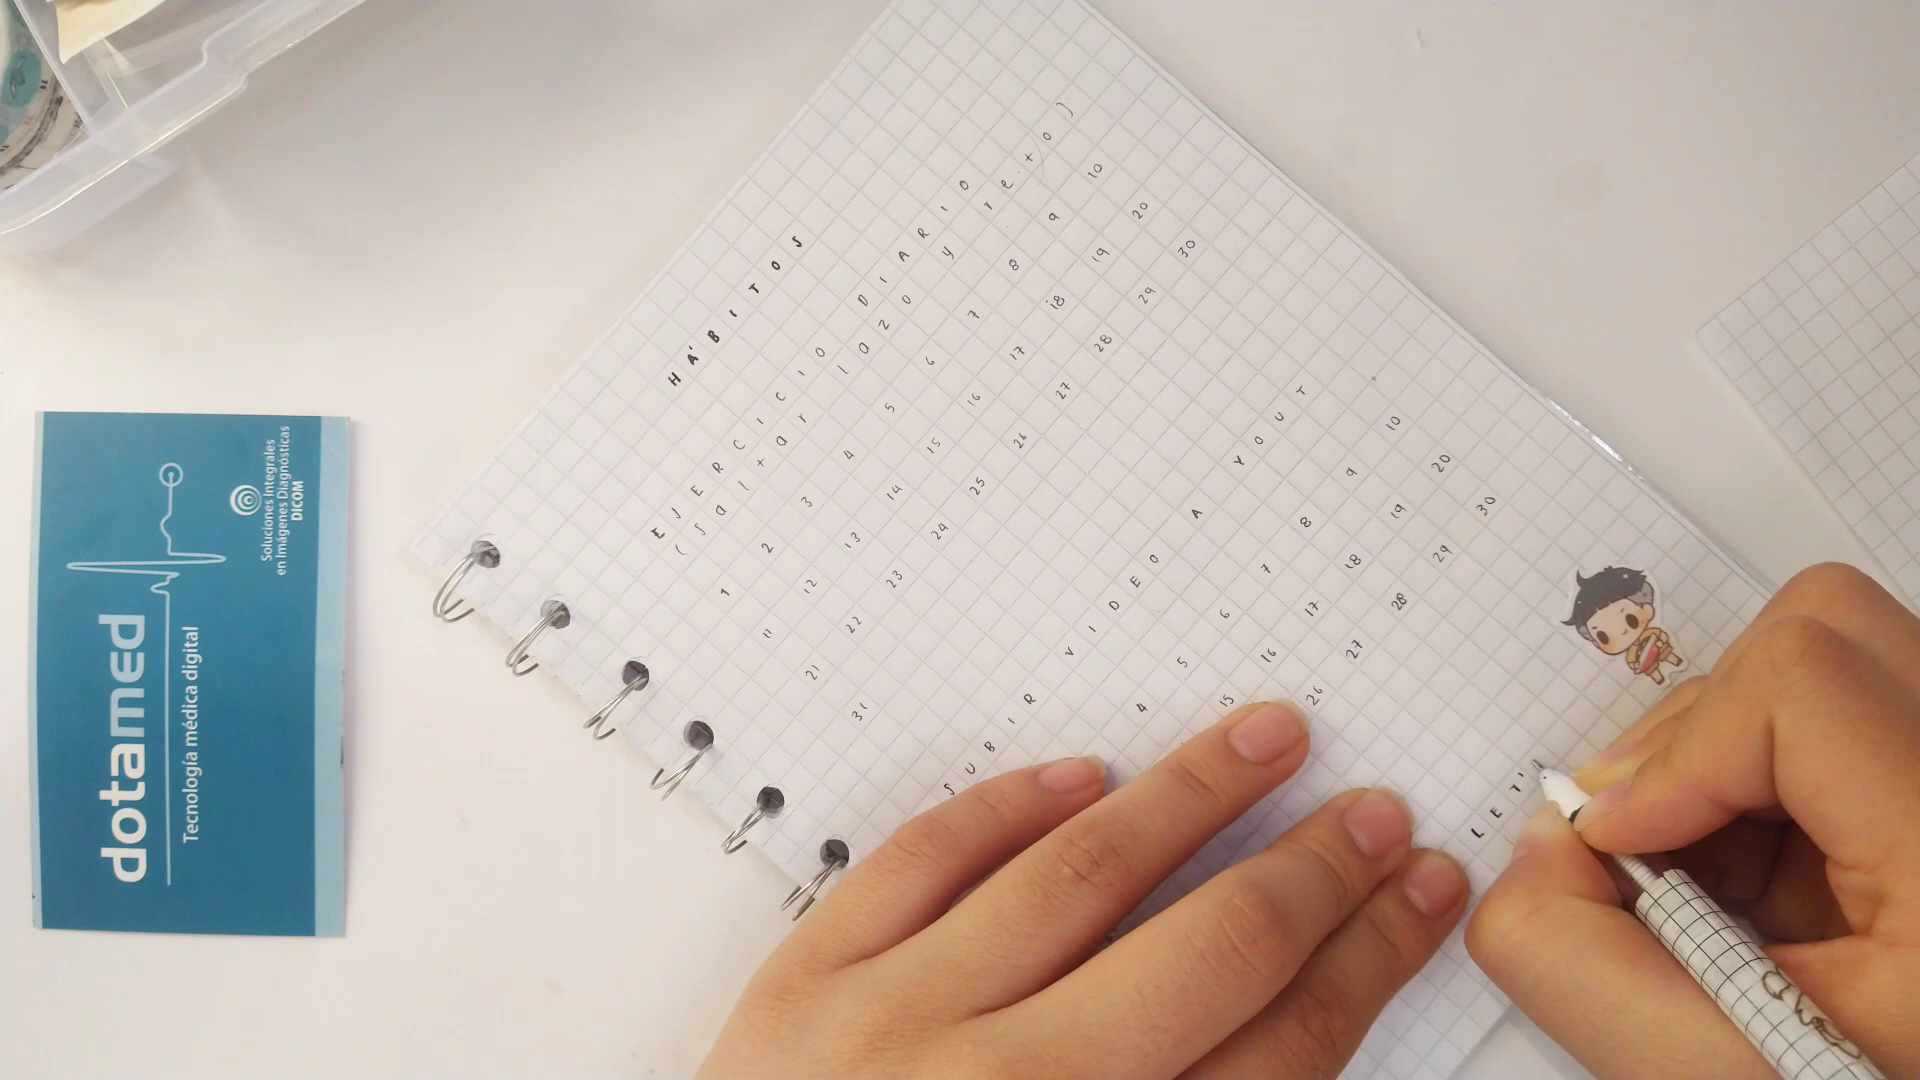 dotamed
Tecnología médica digital
Soluciones Integrales
en Imágenes Diagnósticas
DICOM
HÁBITOS
EJERCICIO DIARIO
(saltar lazo y reto)
1 2 3 4 5 6 7 8 9 10
11 12 13 14 15 16 17 18 19 20
21 22 23 24 25 26 27 28 29 30
31
SUBIR VIDEO A YOUT
4 5 6 7 8 9 10
15 16 17 18 19 20
26 27 28 29 30
LET'